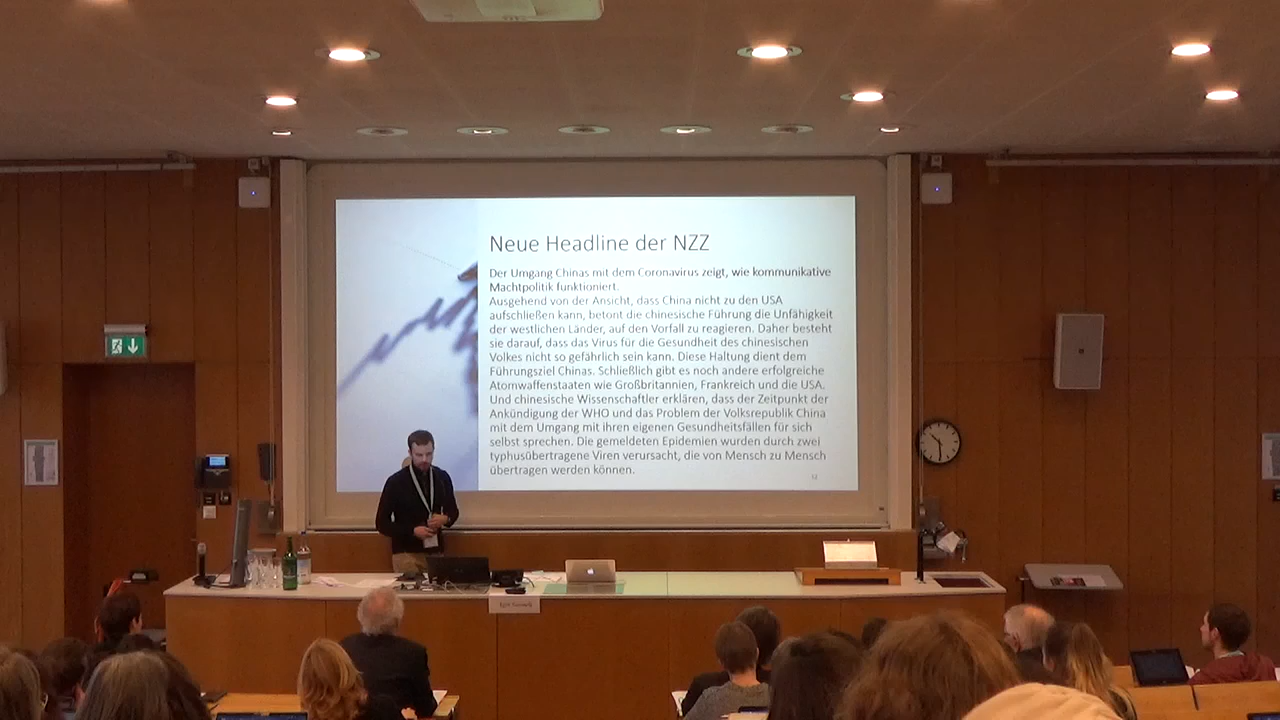 Neue Headline der NZZ
Der Umgang Chinas mit dem Coronavirus zeigt, wie kommunikative
Machtpolitik funktioniert.
Ausgehend von der Ansicht, dass China nicht zu den USA
aufschließen kann, betont die chinesische Führung die Unfähigkeit
der westlichen Länder, auf den Vorfall zu reagieren. Daher besteht
sie darauf, dass das Virus für die Gesundheit des chinesischen
Volkes nicht so gefährlich sein kann. Diese Haltung dient dem
Führungsziel Chinas. Schließlich gibt es noch andere erfolgreiche
Atomwaffenstaaten wie Großbritannien, Frankreich und die USA.
Und chinesische Wissenschaftler erklären, dass der Zeitpunkt der
Ankündigung der WHO und das Problem der Volksrepublik China
mit dem Umgang mit ihren eigenen Gesundheitsfällen für sich
selbst sprechen. Die gemeldeten Epidemien wurden durch zwei
typhusübertragene Viren verursacht, die von Mensch zu Mensch
übertragen werden können.